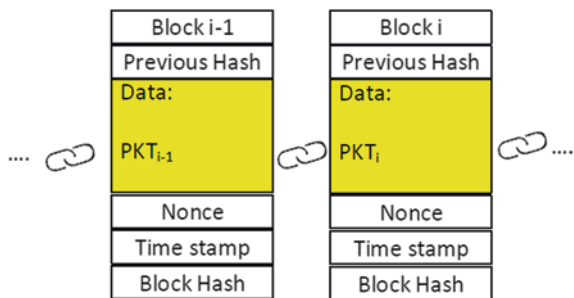 Block i-1
Previous Hash
Data:
PKTi-1
Nonce
Time stamp
Block Hash
Block i
Previous Hash
Data:
PKTi
Nonce
Time stamp
Block Hash
....
....